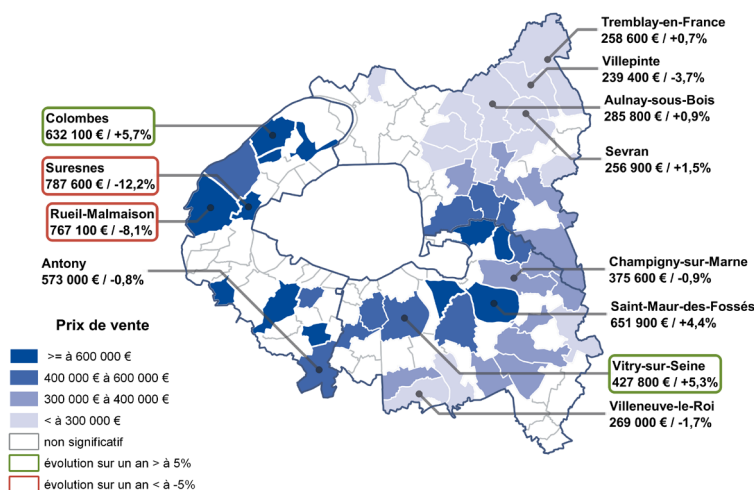 Tremblay-en-France
258 600 € / +0,7%
Villepinte
239 400 € / -3,7%
Aulnay-sous-Bois
285 800 € / +0,9%
Sevran
256 900 € / +1,5%
Colombes
632 100 € / +5,7%
Suresnes
787 600 € / -12,2%
Rueil-Malmaison
767 100 € / -8,1%
Antony
573 000 € / -0,8%
Champigny-sur-Marne
375 600 € / -0,9%
Saint-Maur-des-Fossés
651 900 € / +4,4%
Vitry-sur-Seine
427 800 € / +5,3%
Villeneuve-le-Roi
269 000 € / -1,7%
Prix de vente
>= à 600 000 €
400 000 € à 600 000 €
300 000 € à 400 000 €
< à 300 000 €
non significatif
évolution sur un an > à 5%
évolution sur un an < à -5%